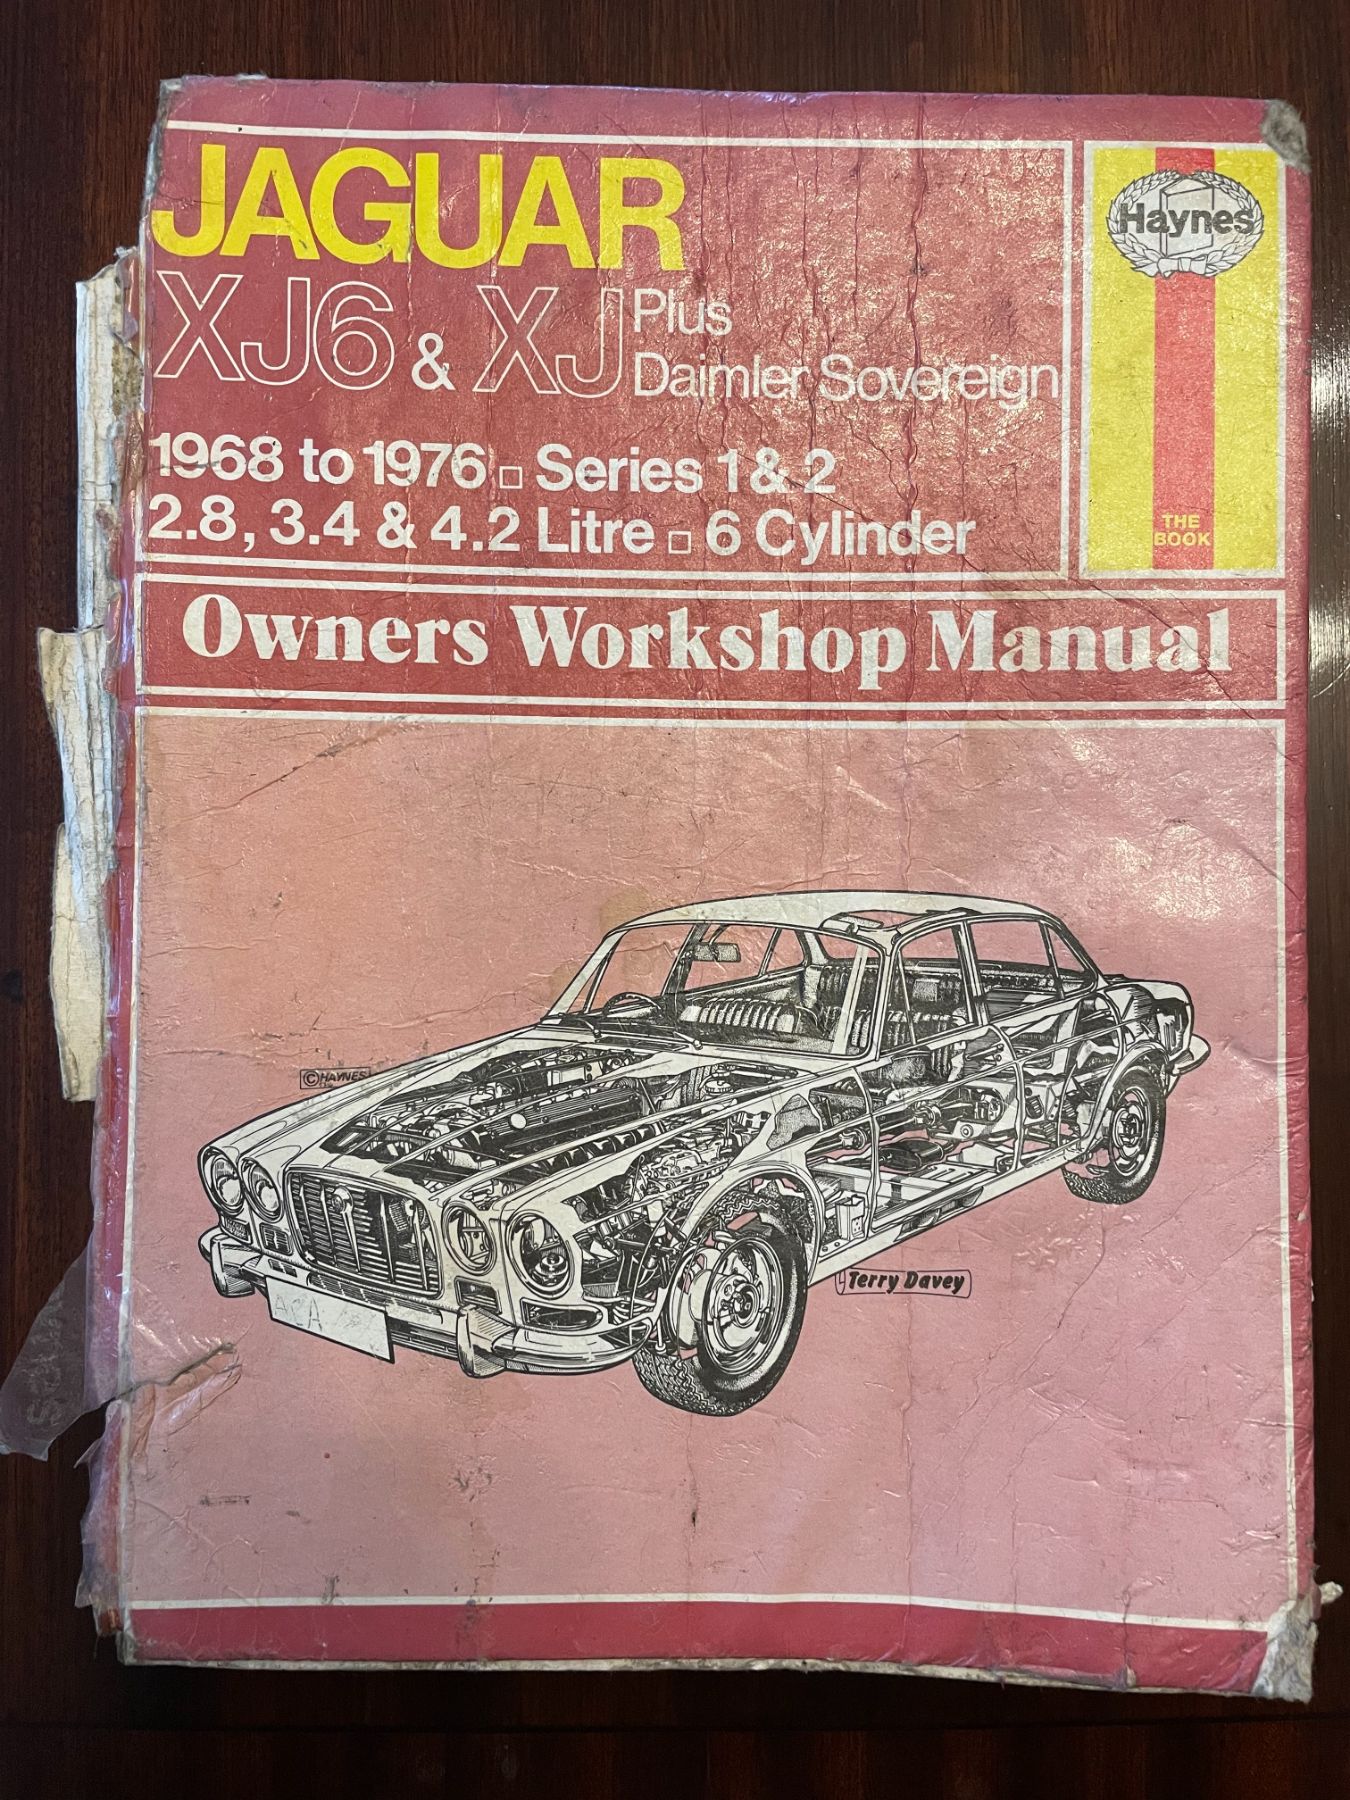 JAGUAR
XJ6 & XJ Plus
Daimler Sovereign
1968 to 1976 □ Series 1 & 2
2.8, 3.4 & 4.2 Litre □ 6 Cylinder
Haynes
THE
BOOK
Owners Workshop Manual
© HAYNES
Terry Davey